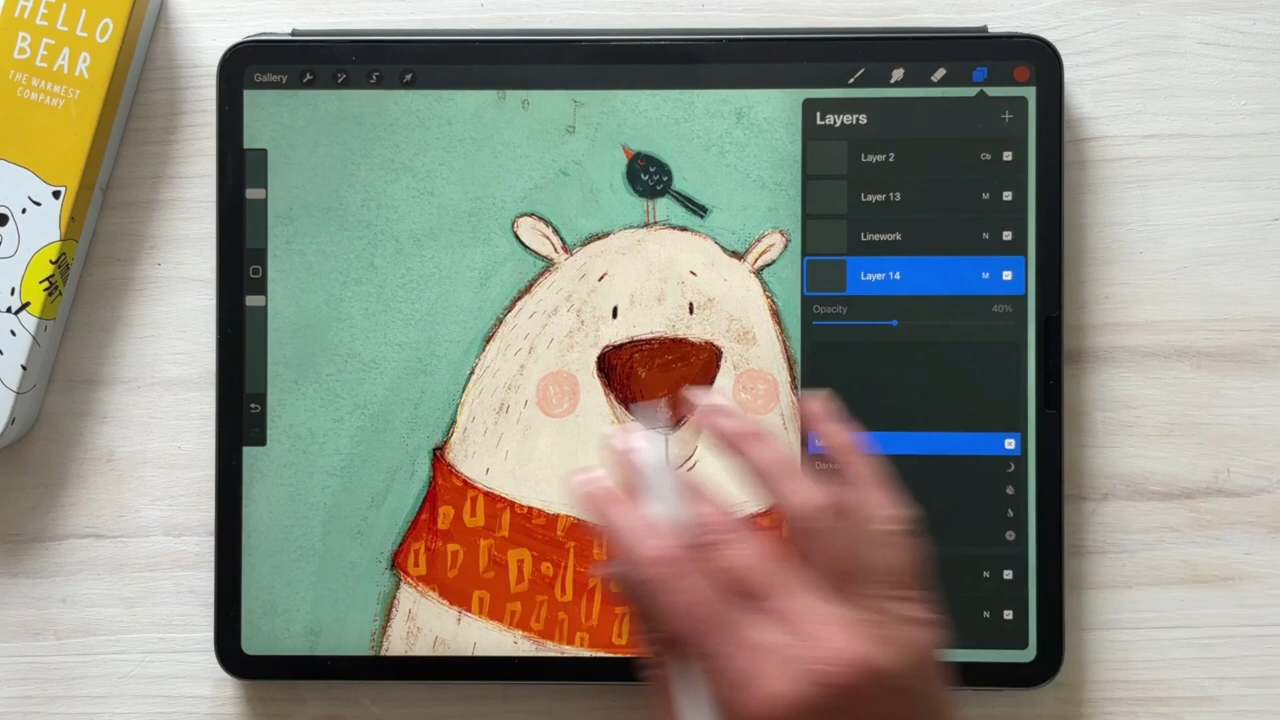 HELLO
BEAR
THE WARMEST
COMPANY
Gallery
Layers
Layer 2 Cb
Layer 13 M
Linework N
Layer 14 M
Opacity 40%
N
N